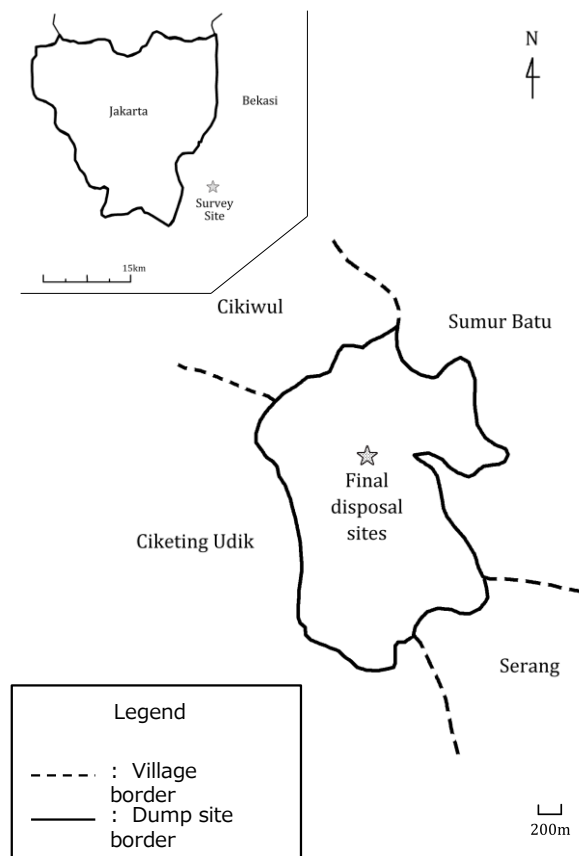 N
Jakarta
Bekasi
Survey
Site
15km
Cikiwul
Sumur Batu
Final
disposal
sites
Ciketing Udik
Serang
Legend
: Village
border
: Dump site
border
200m